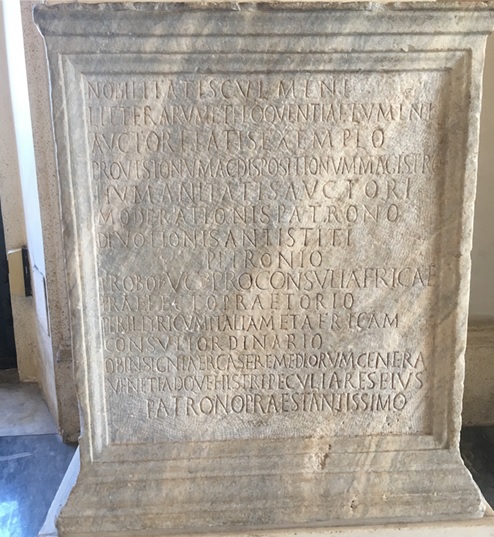 NOBILITATIS CVLMINI
LITTERARVM ET ELOQVENTIAE LVMINI
AVCTORITATIS EXEMPLO
PROVISIONVM AC DISPOSITIONVM MAGISTRO
HVMANITATIS AVCTORI
MODERATIONIS PATRONO
DEVOTIONIS ANTISTITI
PETRONIO
PROBO V C PROCONSVLI AFRICAE
PRAEFECTO PRAETORIO
PER ILLYRICVM ITALIAM ET AFRICAM
CONSVLI ORDINARIO
OB INSIGNIA ERGA SE REMEDIORVM GENERA
VENETI ADQVE HISTRI PECVLIARES EIVS
PATRONO PRAESTANTISSIMO